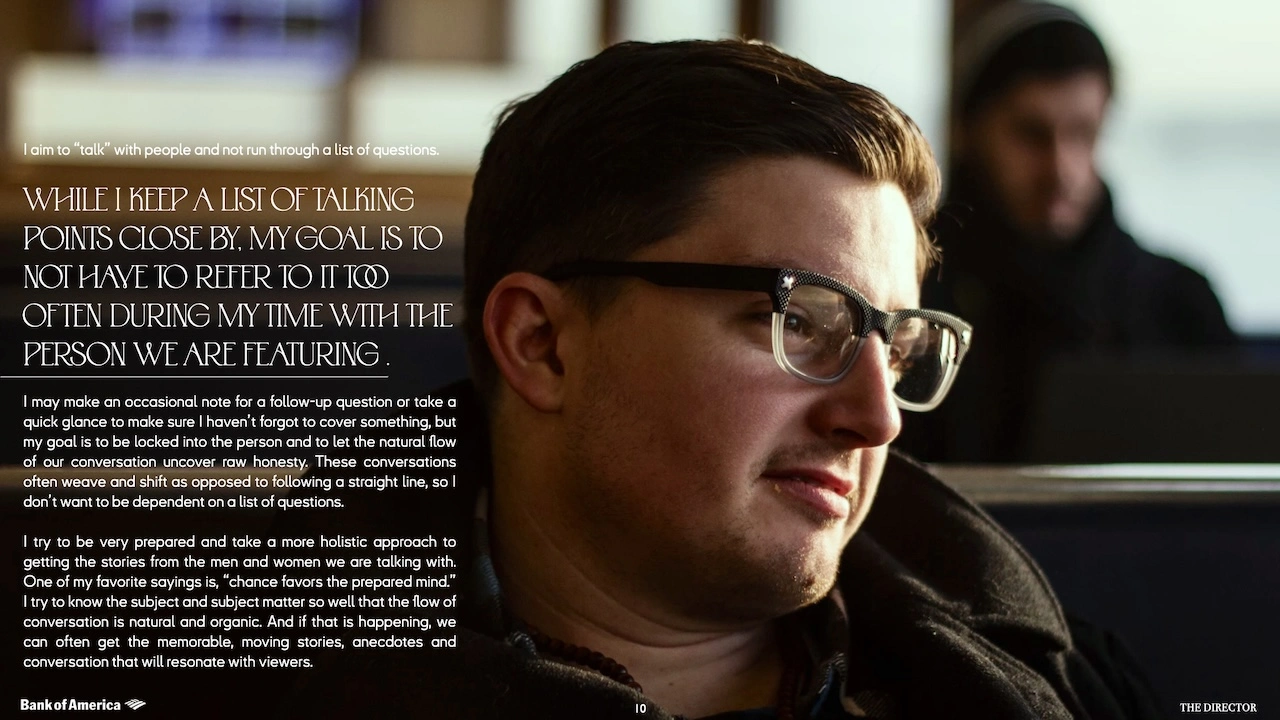 I aim to “talk” with people and not run through a list of questions.
WHILE I KEEP A LIST OF TALKING
POINTS CLOSE BY, MY GOAL IS TO
NOT HAVE TO REFER TO IT TOO
OFTEN DURING MY TIME WITH THE
PERSON WE ARE FEATURING .
I may make an occasional note for a follow-up question or take a
quick glance to make sure I haven’t forgot to cover something, but
my goal is to be locked into the person and to let the natural flow
of our conversation uncover raw honesty. These conversations
often weave and shift as opposed to following a straight line, so I
don’t want to be dependent on a list of questions.
I try to be very prepared and take a more holistic approach to
getting the stories from the men and women we are talking with.
One of my favorite sayings is, “chance favors the prepared mind.”
I try to know the subject and subject matter so well that the flow of
conversation is natural and organic. And if that is happening, we
can often get the memorable, moving stories, anecdotes and
conversation that will resonate with viewers.
Bank of America
10
THE DIRECTOR